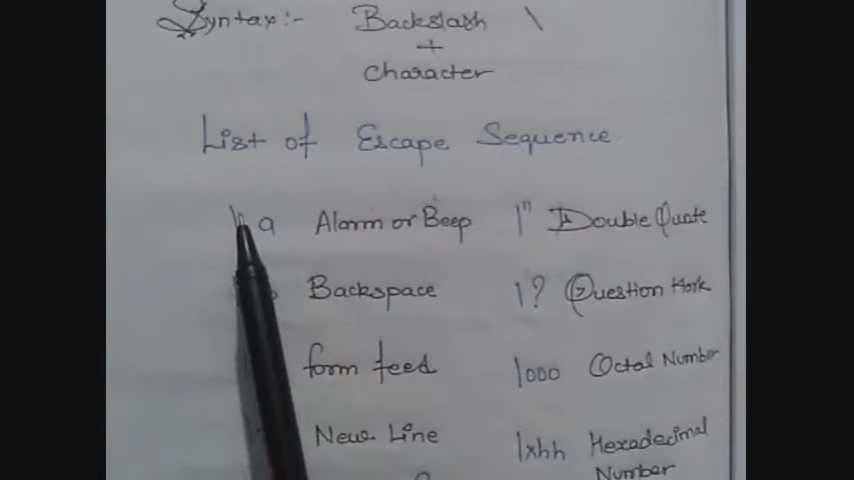 Syntax:- Backslash \
+
Character
List of Escape Sequence
\ a Alarm or Beep \" Double Quote
Backspace \? Question Mark
form feed \000 Octal Number
New Line \xhh Hexadecimal
Number